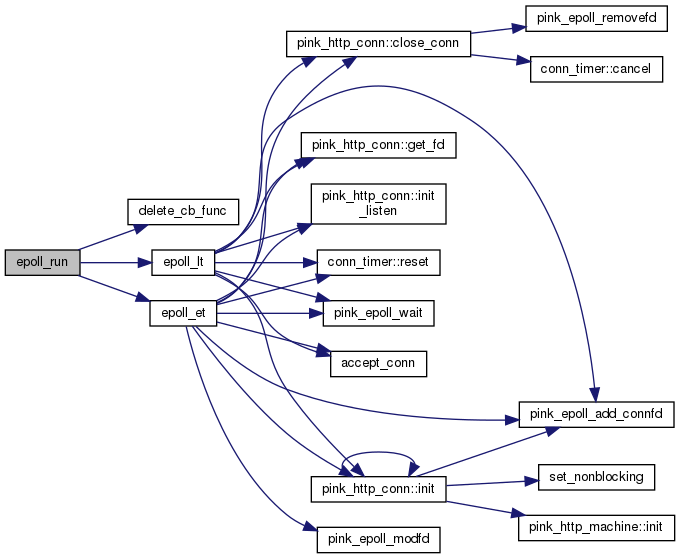 pink_epoll_removefd
pink_http_conn::close_conn
conn_timer::cancel
pink_http_conn::get_fd
pink_http_conn::init
_listen
delete_cb_func
epoll_run
epoll_lt
conn_timer::reset
epoll_et
pink_epoll_wait
accept_conn
pink_epoll_add_connfd
set_nonblocking
pink_http_conn::init
pink_http_machine::init
pink_epoll_modfd